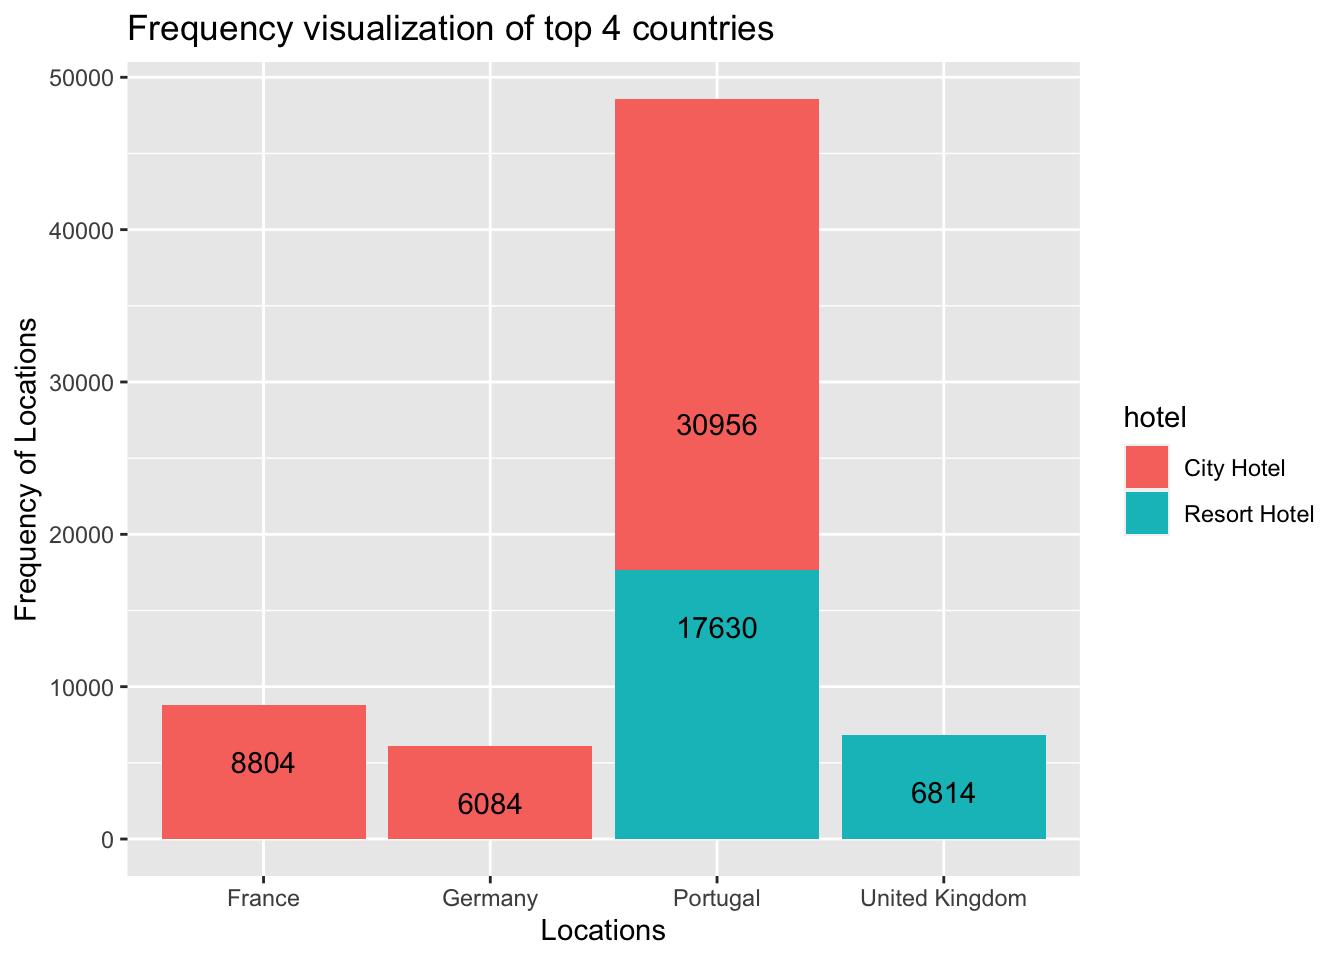 Frequency visualization of top 4 countries
50000
40000
30000
20000
10000
0
Frequency of Locations
30956
17630
8804
6084
6814
France
Germany
Portugal
United Kingdom
Locations
hotel
City Hotel
Resort Hotel